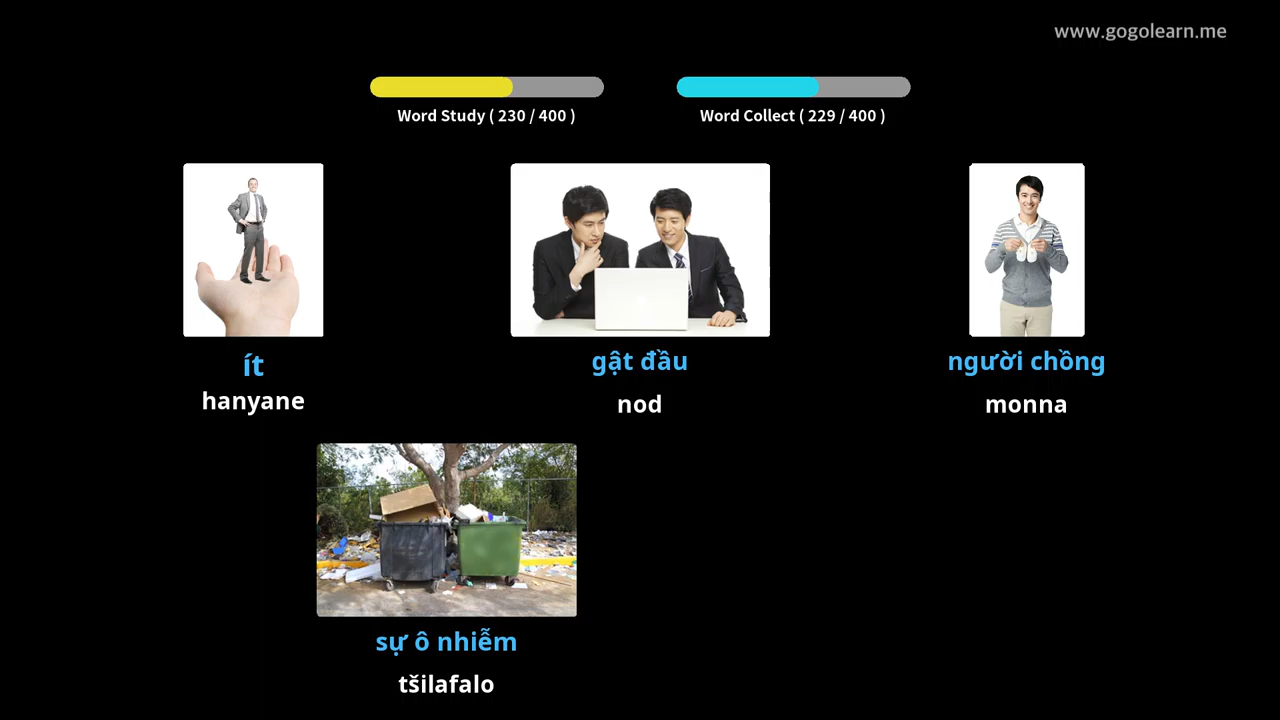 www.gogolearn.me
Word Study ( 230 / 400 )
Word Collect ( 229 / 400 )
ít
hanyane
gật đầu
nod
người chồng
monna
sự ô nhiễm
tšilafalo